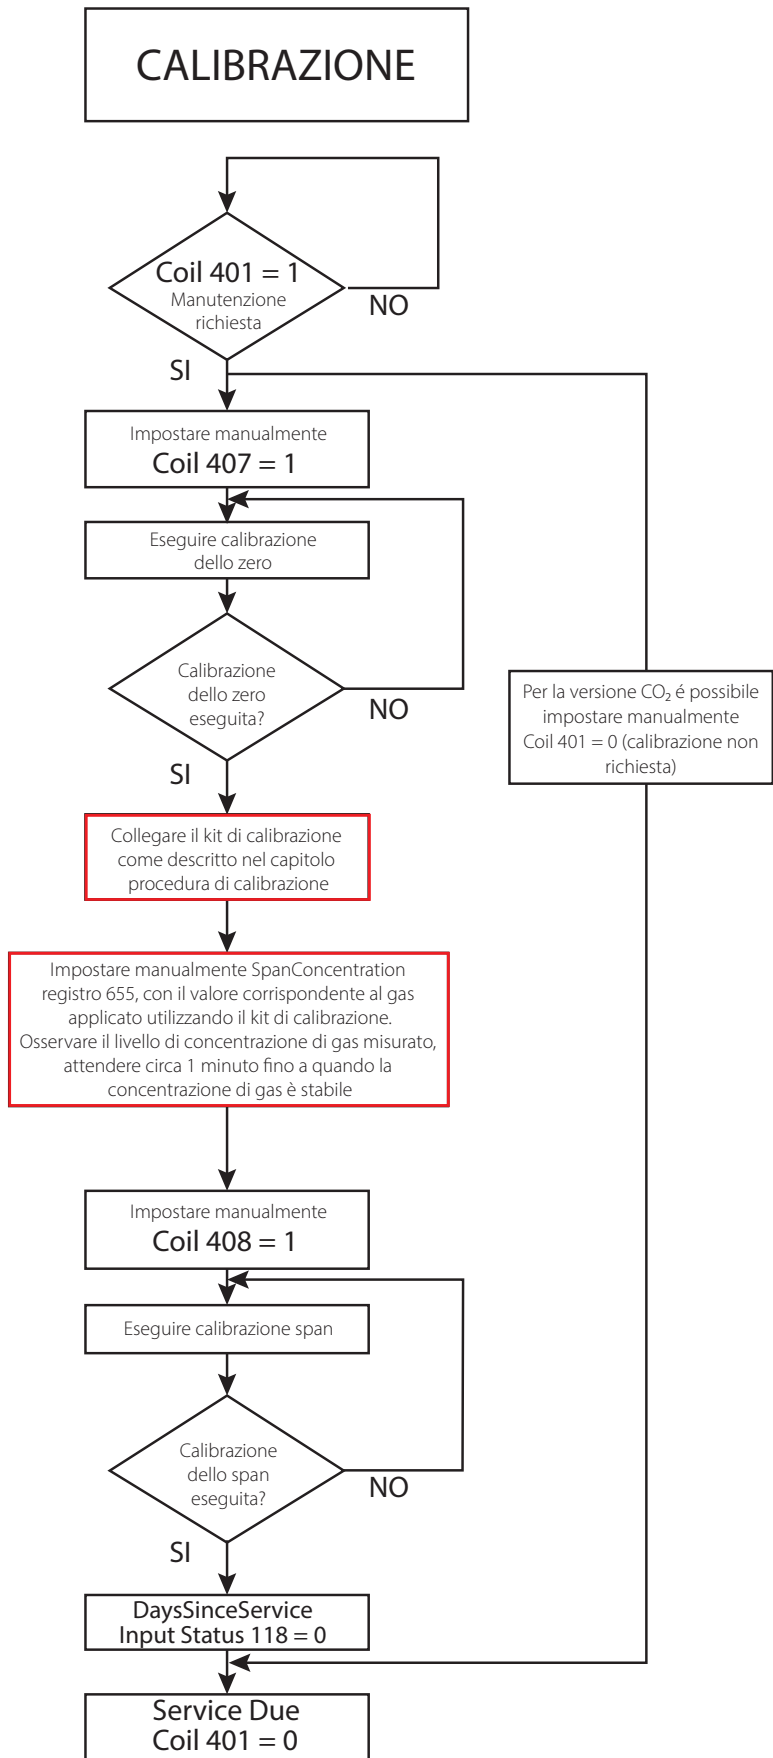 CALIBRAZIONE
Coil 401 = 1
Manutenzione
richiesta
NO
SI
Impostare manualmente
Coil 407 = 1
Eseguire calibrazione
dello zero
Calibrazione
dello zero
eseguita?
NO
SI
Per la versione CO₂ é possibile
impostare manualmente
Coil 401 = 0 (calibrazione non
richiesta)
Collegare il kit di calibrazione
come descritto nel capitolo
procedura di calibrazione
Impostare manualmente SpanConcentration
registro 655, con il valore corrispondente al gas
applicato utilizzando il kit di calibrazione.
Osservare il livello di concentrazione di gas misurato,
attendere circa 1 minuto fino a quando la
concentrazione di gas è stabile
Impostare manualmente
Coil 408 = 1
Eseguire calibrazione span
Calibrazione
dello span
eseguita?
NO
SI
DaysSinceService
Input Status 118 = 0
Service Due
Coil 401 = 0